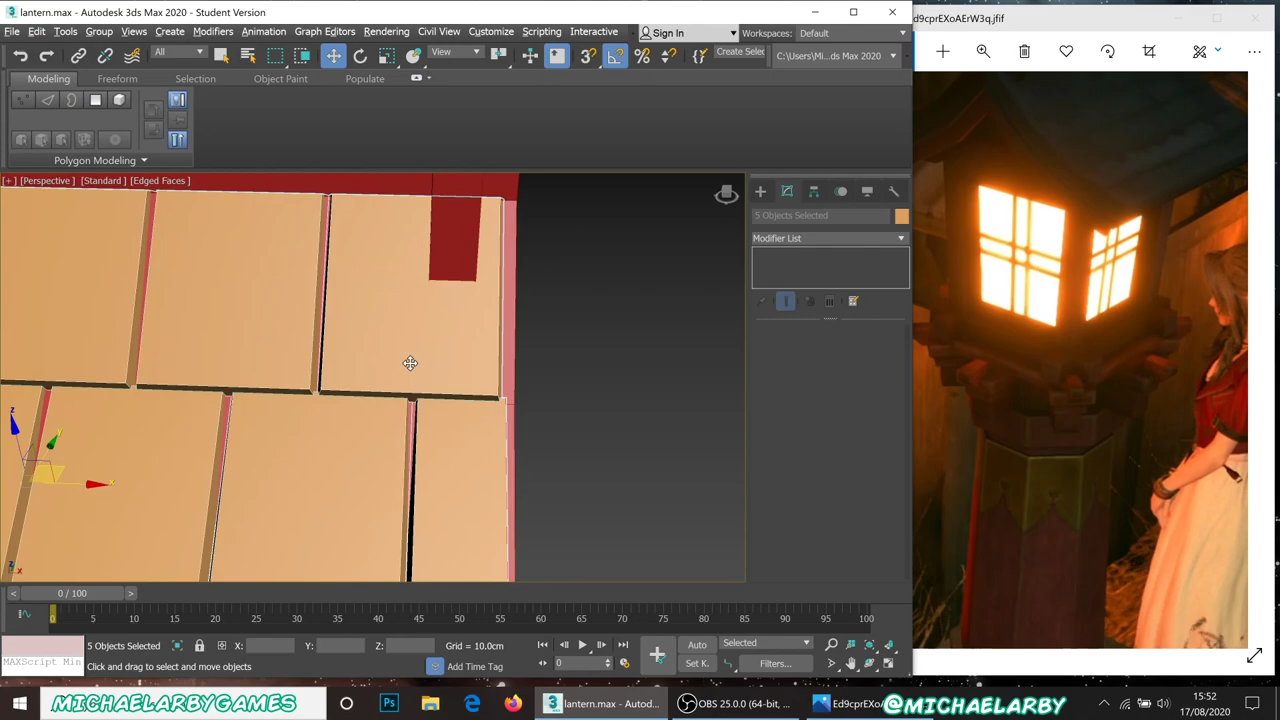 lantern.max - Autodesk 3ds Max 2020 - Student Version
d9cprEXoAErW3q.jfif
File Edit Tools Group Views Create Modifiers Animation Graph Editors Rendering Civil View Customize Scripting Interactive Sign In Workspaces: Default
All View Create Selec C:\Users\Mi...ds Max 2020
Modeling Freeform Selection Object Paint Populate
Polygon Modeling
[+] [Perspective] [Standard] [Edged Faces]
5 Objects Selected
Modifier List
z
y
x
z
x
< 0 / 100 >
0 5 10 15 20 25 30 35 40 45 50 55 60 65 70 75 80 85 90 95 100
5 Objects Selected X: Y: Z: Grid = 10.0cm Auto Selected
MAXScript Min Click and drag to select and move objects Add Time Tag 0 Set K. Filters...
MICHAELARBYGAMES Ps lantern.max - Autod... OBS 25.0.0 (64-bit, ... Ed9cprEXoA @MICHAELARBY 15:52
17/08/2020